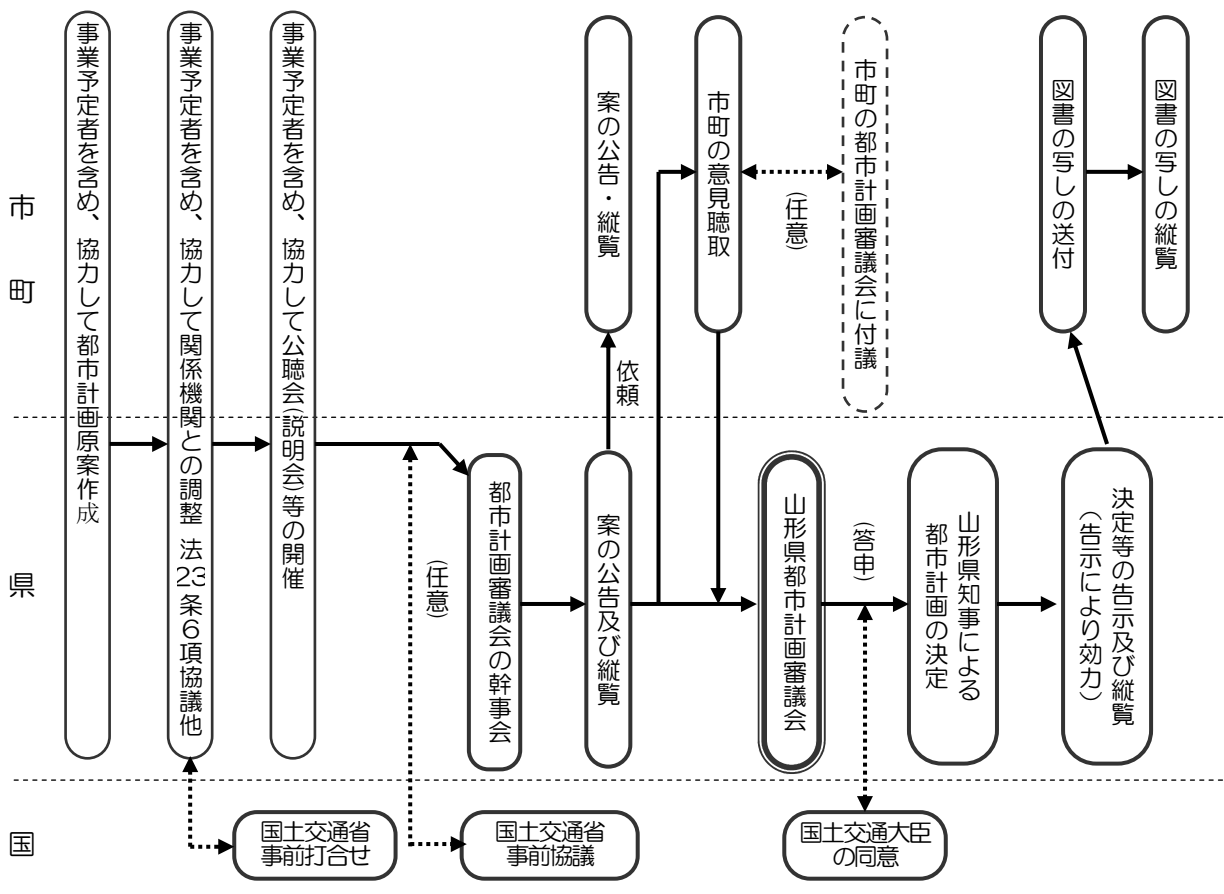 市町
事業予定者を含め、協力して都市計画原案作成
事業予定者を含め、協力して関係機関との調整 法23条6項協議他
事業予定者を含め、協力して公聴会(説明会)等の開催
案の公告・縦覧
市町の意見聴取
(任意)
市町の都市計画審議会に付議
図書の写しの送付
図書の写しの縦覧
依頼
県
(任意)
都市計画審議会の幹事会
案の公告及び縦覧
山形県都市計画審議会
(答申)
山形県知事による
都市計画の決定
決定等の告示及び縦覧
(告示により効力)
国
国土交通省
事前打合せ
国土交通省
事前協議
国土交通大臣
の同意